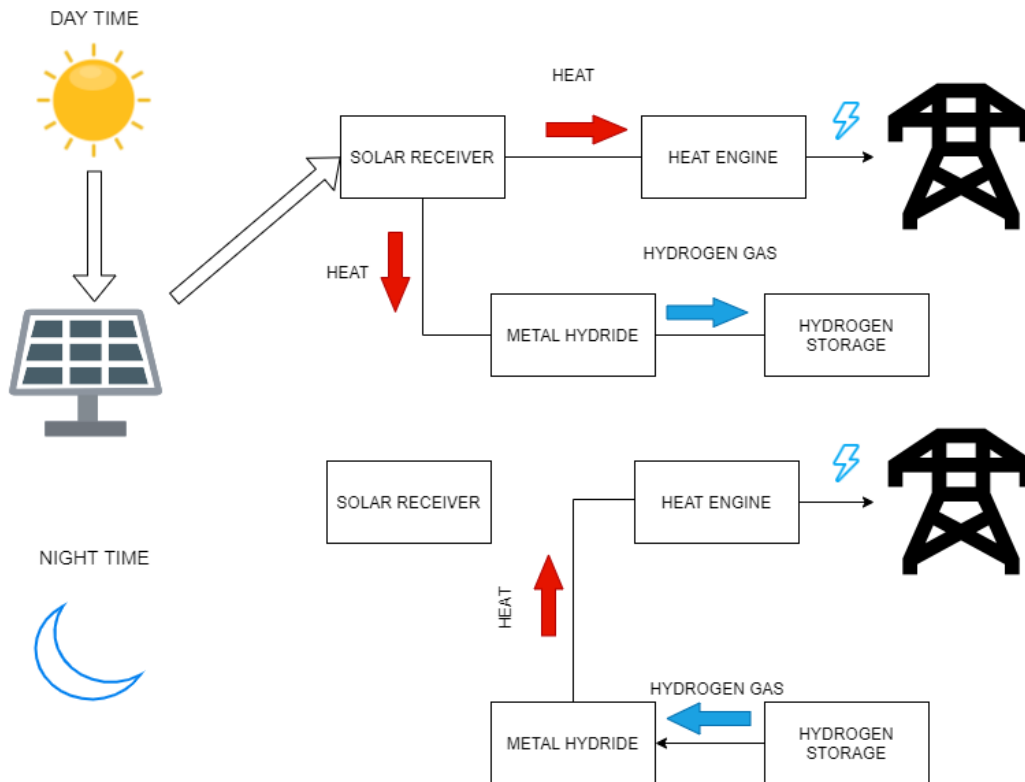 DAY TIME
HEAT
SOLAR RECEIVER
HEAT ENGINE
HEAT
HYDROGEN GAS
METAL HYDRIDE
HYDROGEN
STORAGE
SOLAR RECEIVER
HEAT ENGINE
NIGHT TIME
HEAT
HYDROGEN GAS
METAL HYDRIDE
HYDROGEN
STORAGE